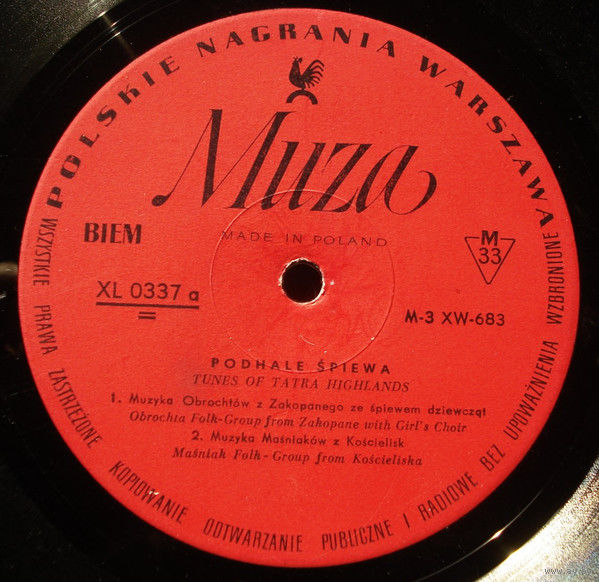 POLSKIE NAGRANIA WARSZAWA
Muza
BIEM
MADE IN POLAND
M
33
XL 0337 a
M-3 XW-683
PODHALE ŚPIEWA
TUNES OF TATRA HIGHLANDS
1. Muzyka Obrochtów z Zakopanego ze śpiewem dziewcząt
Obrochta Folk-Group from Zakopane with Girl's Choir
2. Muzyka Maśniaków z Kościelisk
Maśniak Folk - Group from Kościeliska
WSZYSTKIE PRAWA ZASTRZEŻONE KOPIOWANIE ODTWARZANIE PUBLICZNE I RADIOWE BEZ UPOWAŻNIENIA WZBRONIONE